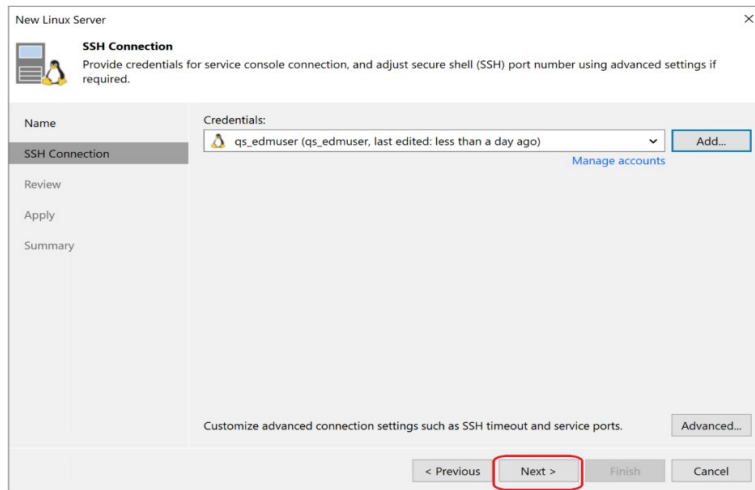 New Linux Server
SSH Connection
Provide credentials for service console connection, and adjust secure shell (SSH) port number using advanced settings if
required.
Name
SSH Connection
Review
Apply
Summary
Credentials:
qs_edmuser (qs_edmuser, last edited: less than a day ago)
Add...
Manage accounts
Customize advanced connection settings such as SSH timeout and service ports.
Advanced...
< Previous
Next >
Finish
Cancel